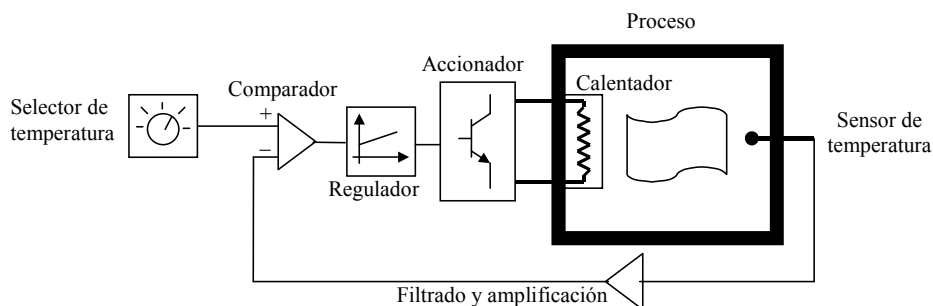 Proceso
Accionador
Calentador
Comparador
Selector de
temperatura
+
−
Regulador
Sensor de
temperatura
Filtrado y amplificación